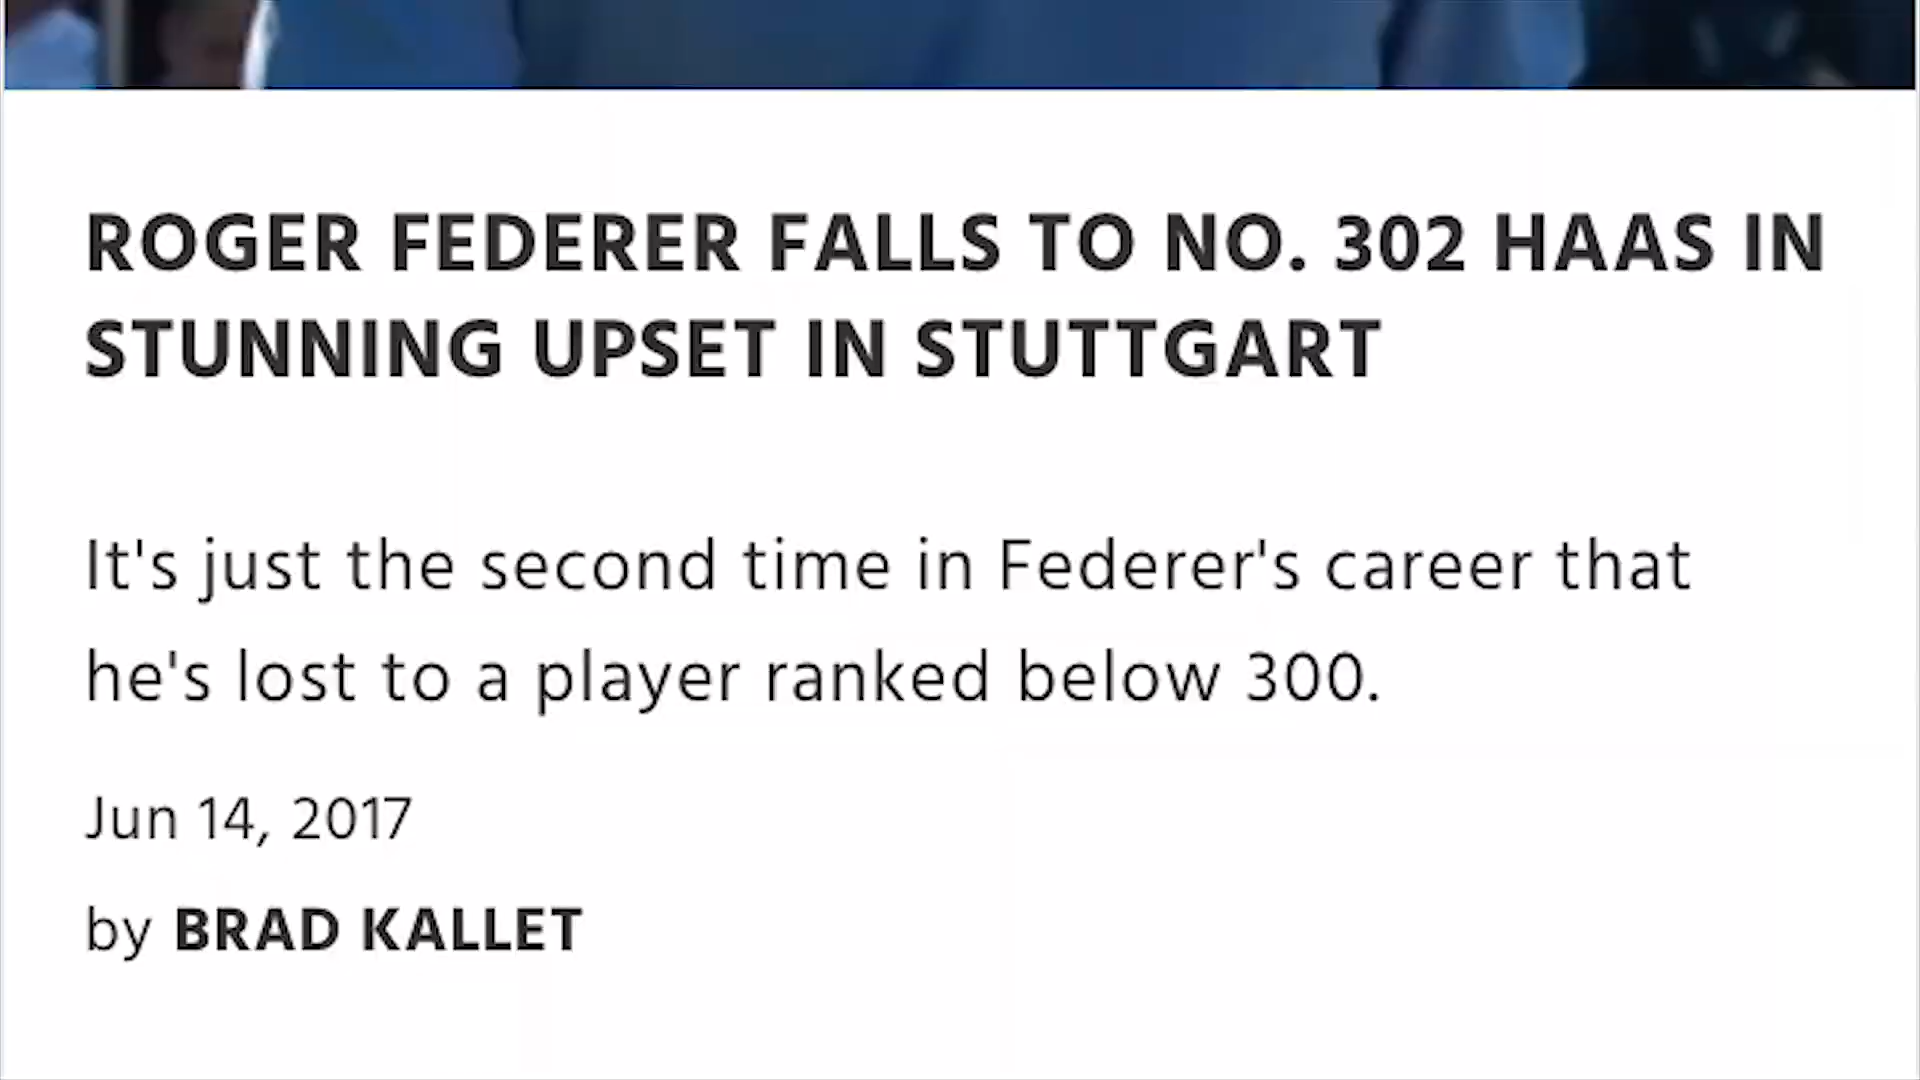 ROGER FEDERER FALLS TO NO. 302 HAAS IN
STUNNING UPSET IN STUTTGART
It's just the second time in Federer's career that
he's lost to a player ranked below 300.
Jun 14, 2017
by BRAD KALLET